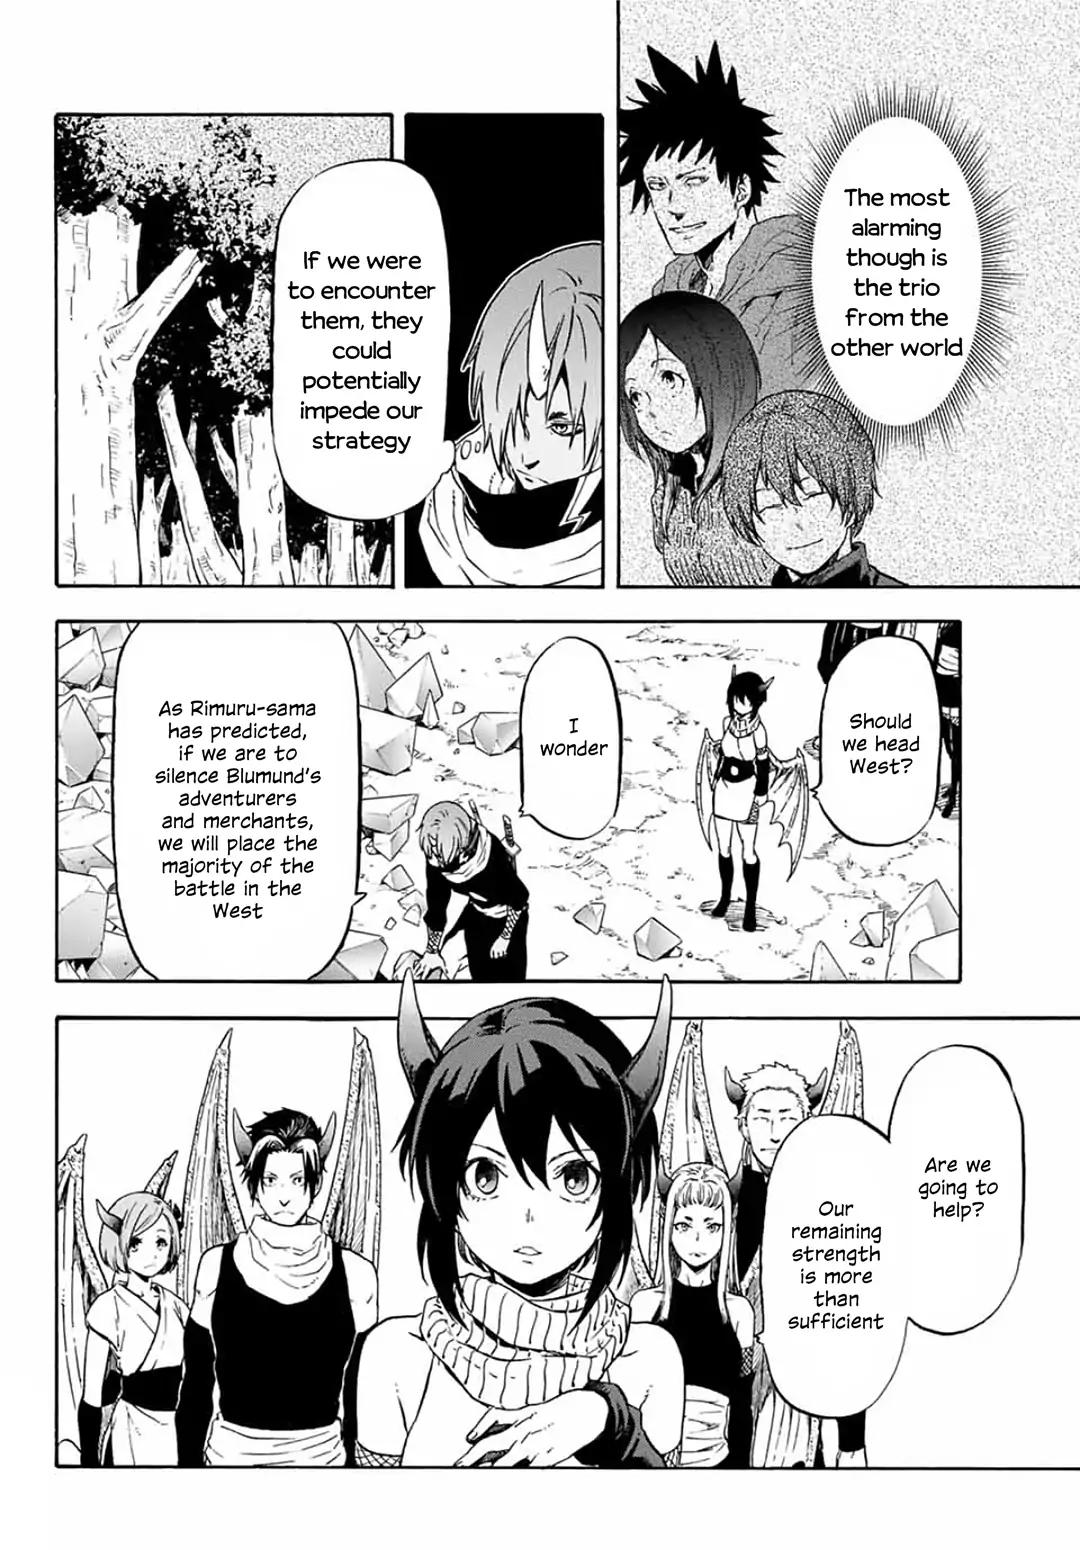 The most
alarming
though is
the trio
from the
other world
If we were
to encounter
them, they
could
potentially
impede our
strategy
Should
we head
West?
I
wonder
As Rimuru-sama
has predicted,
if we are to
silence Blumund's
adventurers
and merchants,
we will place the
majority of the
battle in the
West
Are we
going to
help?
Our
remaining
strength
is more
than
sufficient